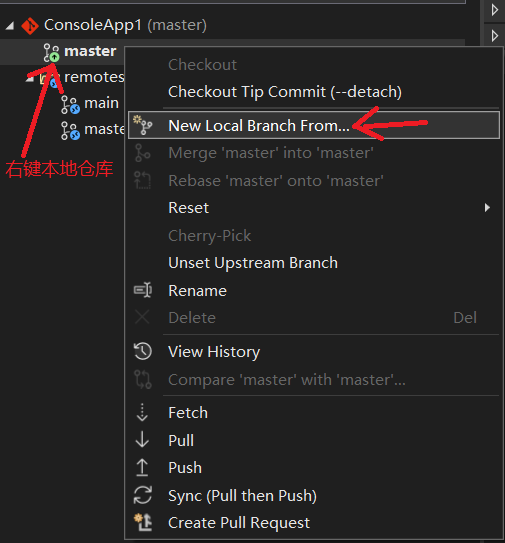 ConsoleApp1 (master)
master
remotes
main
maste
右键本地仓库
Checkout
Checkout Tip Commit (--detach)
New Local Branch From...
Merge 'master' into 'master'
Rebase 'master' onto 'master'
Reset
Cherry-Pick
Unset Upstream Branch
Rename
Delete Del
View History
Compare 'master' with 'master'...
Fetch
Pull
Push
Sync (Pull then Push)
Create Pull Request